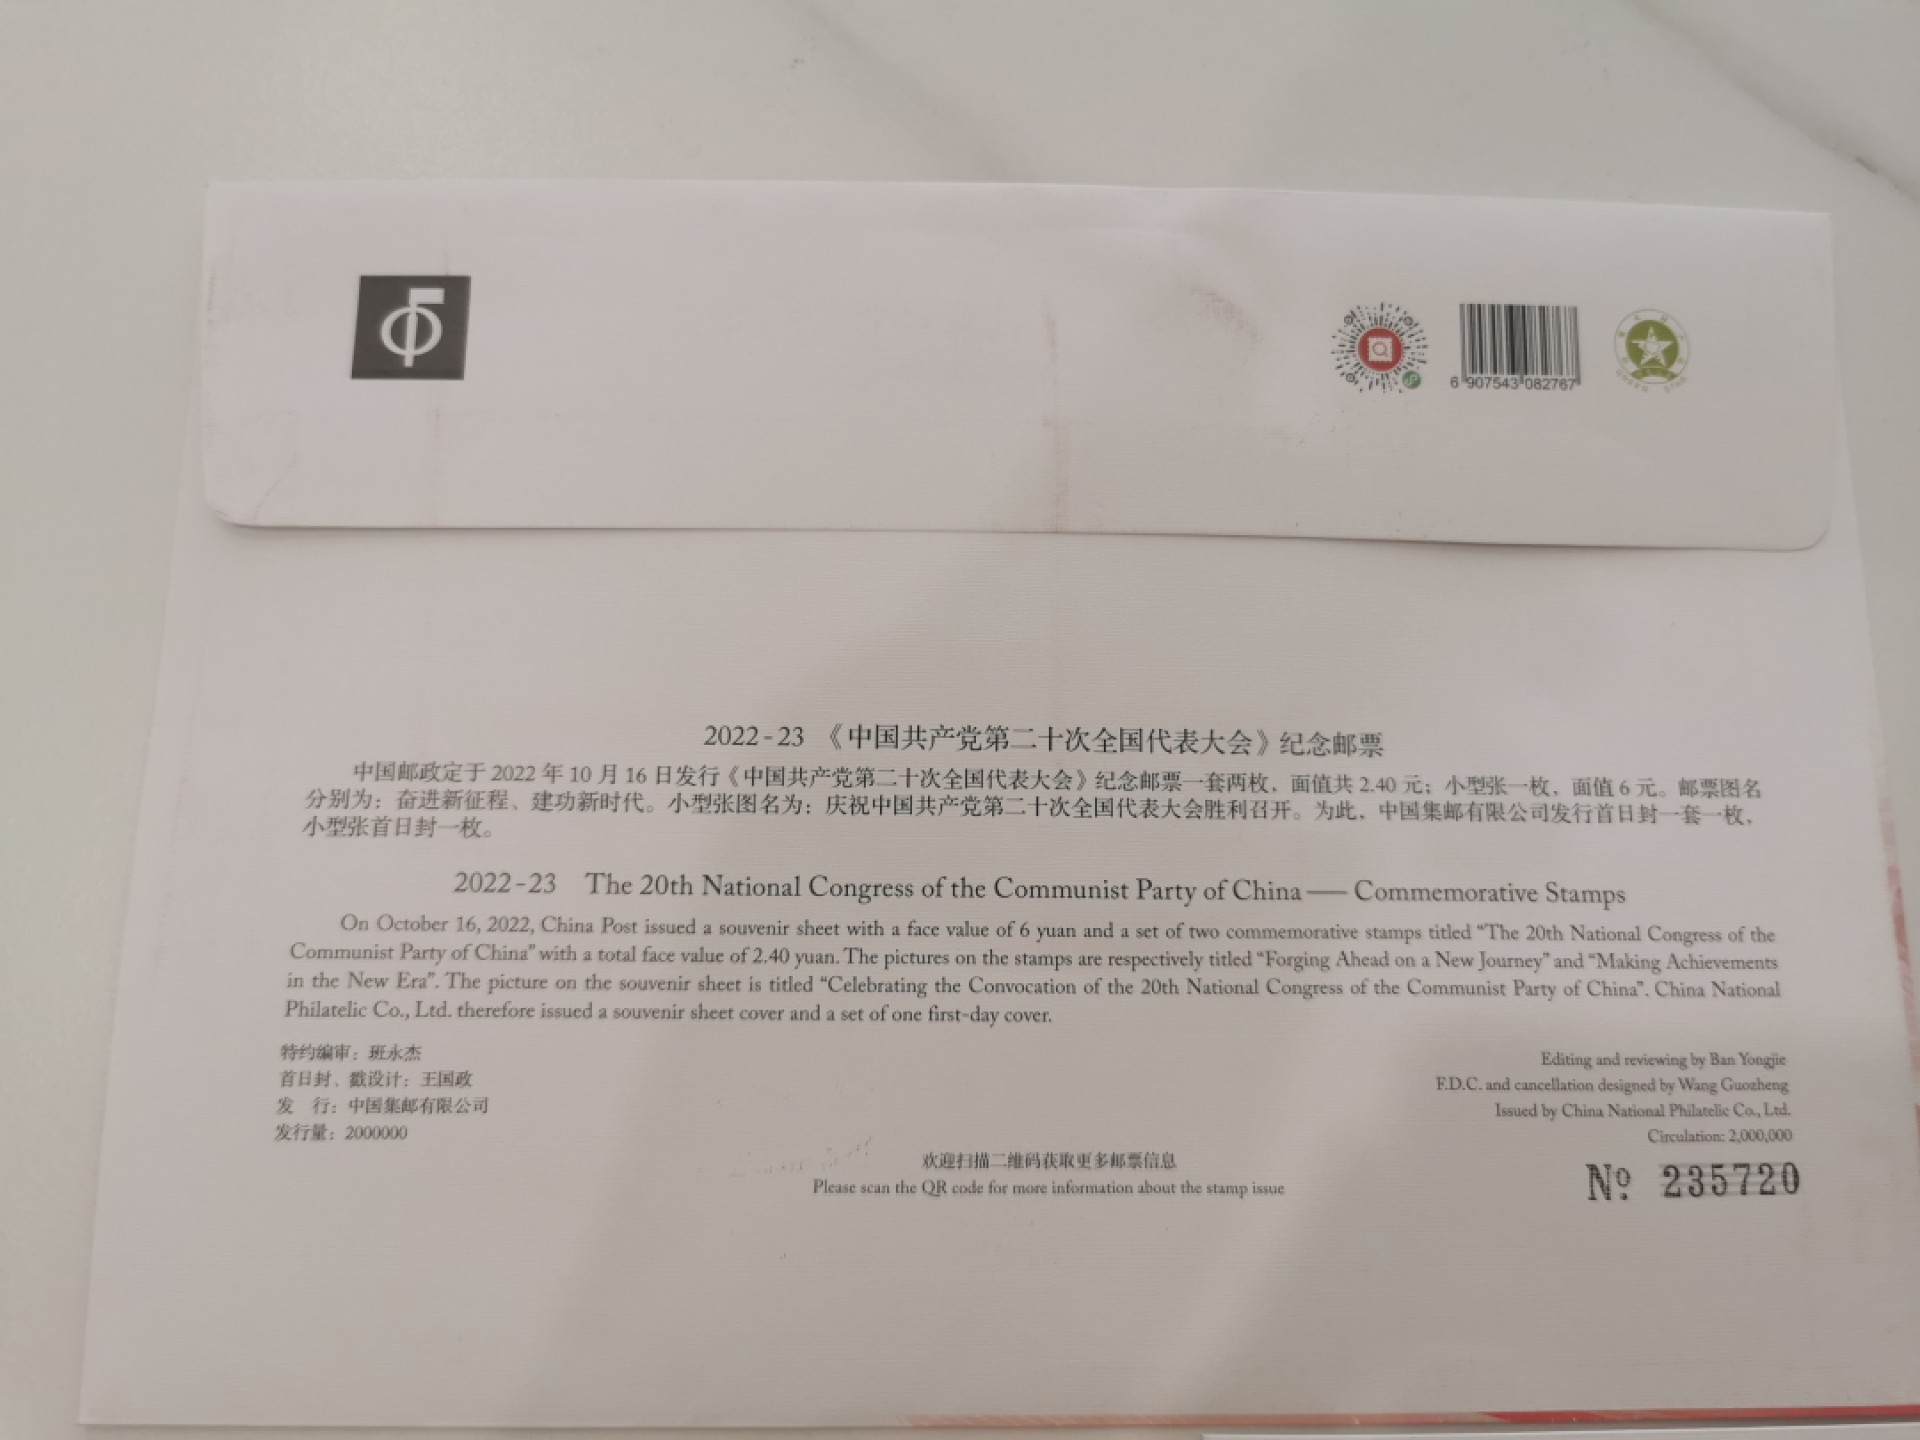 6 907543 082767
2022-23 《中国共产党第二十次全国代表大会》纪念邮票
中国邮政定于 2022 年 10 月 16 日发行《中国共产党第二十次全国代表大会》纪念邮票一套两枚，面值共 2.40 元；小型张一枚，面值 6 元。邮票图名
分别为：奋进新征程、建功新时代。小型张图名为：庆祝中国共产党第二十次全国代表大会胜利召开。为此，中国集邮有限公司发行首日封一套一枚，
小型张首日封一枚。
2022-23 The 20th National Congress of the Communist Party of China —— Commemorative Stamps
On October 16, 2022, China Post issued a souvenir sheet with a face value of 6 yuan and a set of two commemorative stamps titled “The 20th National Congress of the
Communist Party of China” with a total face value of 2.40 yuan. The pictures on the stamps are respectively titled “Forging Ahead on a New Journey” and “Making Achievements
in the New Era”. The picture on the souvenir sheet is titled “Celebrating the Convocation of the 20th National Congress of the Communist Party of China”. China National
Philatelic Co., Ltd. therefore issued a souvenir sheet cover and a set of one first-day cover.
特约编审：班永杰
首日封、戳设计：王国政
发 行：中国集邮有限公司
发行量：2000000
Editing and reviewing by Ban Yongjie
F.D.C. and cancellation designed by Wang Guozheng
Issued by China National Philatelic Co., Ltd.
Circulation: 2,000,000
欢迎扫描二维码获取更多邮票信息
Please scan the QR code for more information about the stamp issue
№ 235720